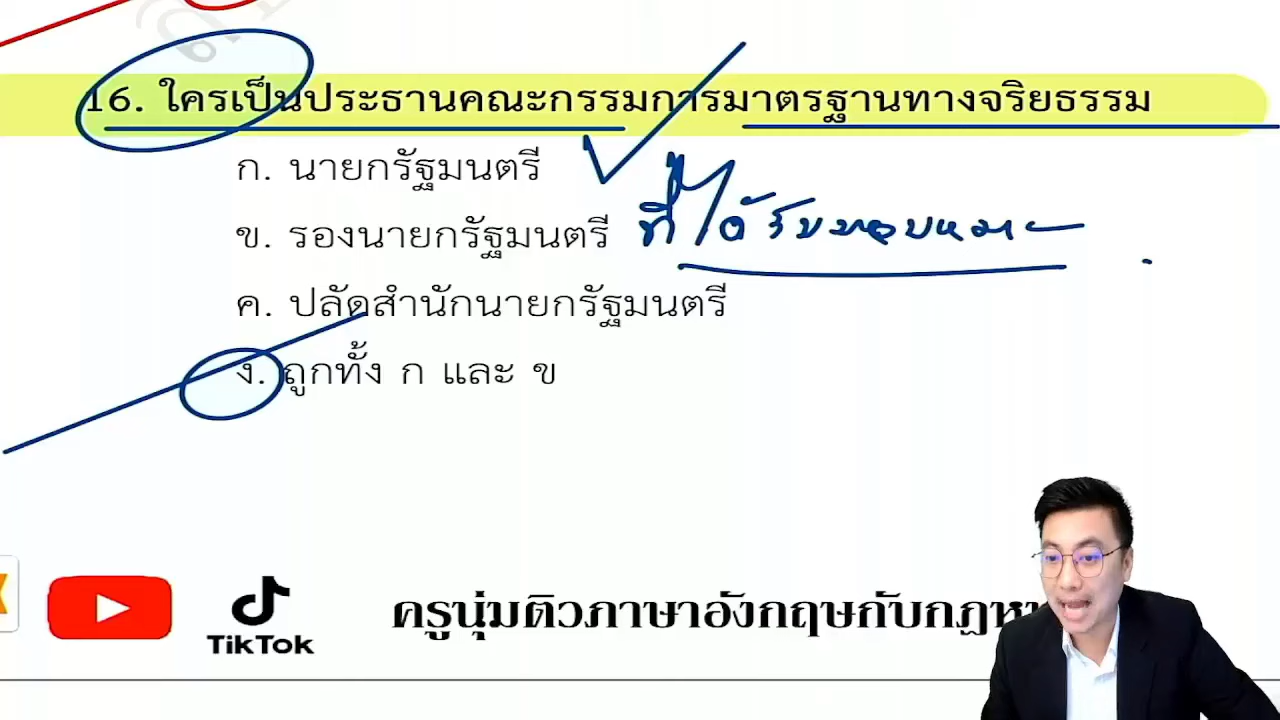 16. ใครเป็นประธานคณะกรรมการมาตรฐานทางจริยธรรม
ก. นายกรัฐมนตรี
ข. รองนายกรัฐมนตรี ที่ได้รับมอบหมาย
ค. ปลัดสำนักนายกรัฐมนตรี
ง. ถูกทั้ง ก และ ข
ครูนุ่มติวภาษาอังกฤษกับกฎห
TikTok